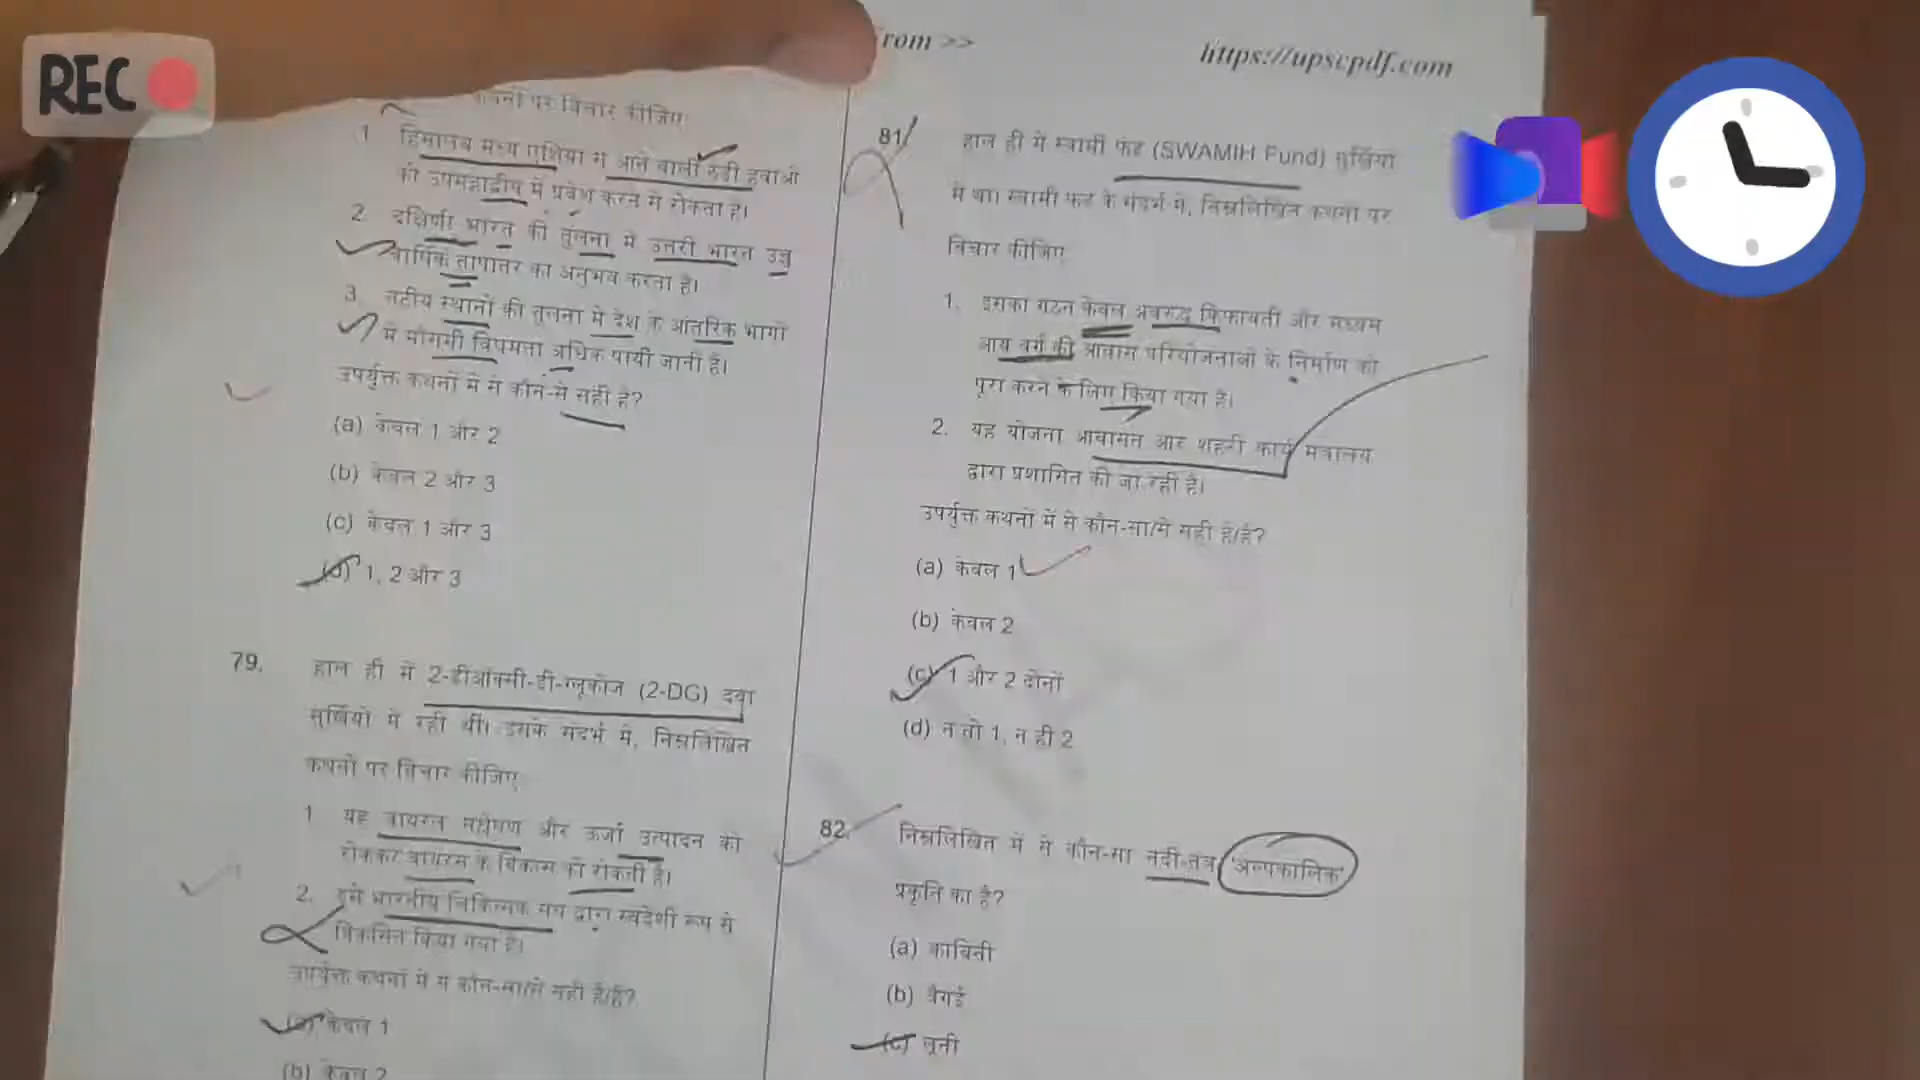 REC
From >>
https://upscpdf.com
कथनों पर विचार कीजिए:
1. हिमालय मध्य एशिया से आने वाली ठंडी हवाओं
को उपमहाद्वीप में प्रवेश करने से रोकता है।
2. दक्षिणी भारत की तुलना में उत्तरी भारत उच्च
वार्षिक तापांतर का अनुभव करता है।
3. तटीय स्थानों की तुलना में देश के आंतरिक भागों
में मौसमी विषमता अधिक पायी जाती है।
उपर्युक्त कथनों में से कौन-से सही है?
(a) केवल 1 और 2
(b) केवल 2 और 3
(c) केवल 1 और 3
(d) 1, 2 और 3
79. हाल ही में 2-डीऑक्सी-डी-ग्लूकोज (2-DG) दवा
सुर्खियों में रही थी। इसके संदर्भ में, निम्नलिखित
कथनों पर विचार कीजिए:
1. यह वायरल संश्लेषण और ऊर्जा उत्पादन को
रोककर वायरस के विकास को रोकती है।
2. इसे भारतीय चिकित्सक संघ द्वारा स्वदेशी रूप से
विकसित किया गया है।
उपर्युक्त कथनों में से कौन-सा/से सही है/हैं?
(a) केवल 1
(b) केवल 2
81. हाल ही में स्वामी फंड (SWAMIH Fund) सुर्खियों
में था। स्वामी फंड के संदर्भ में, निम्नलिखित कथनों पर
विचार कीजिए:
1. इसका गठन केवल अवरुद्ध किफायती और मध्यम
आय वर्ग की आवास परियोजनाओं के निर्माण को
पूरा करने के लिए किया गया है।
2. यह योजना आवासन और शहरी कार्य मंत्रालय
द्वारा प्रशासित की जा रही है।
उपर्युक्त कथनों में से कौन-सा/से सही है/हैं?
(a) केवल 1
(b) केवल 2
(c) 1 और 2 दोनों
(d) न तो 1, न ही 2
82. निम्नलिखित में से कौन-सा नदी-तंत्र 'अल्पकालिक'
प्रकृति का है?
(a) काबिनी
(b) वैगई
(c) लूनी